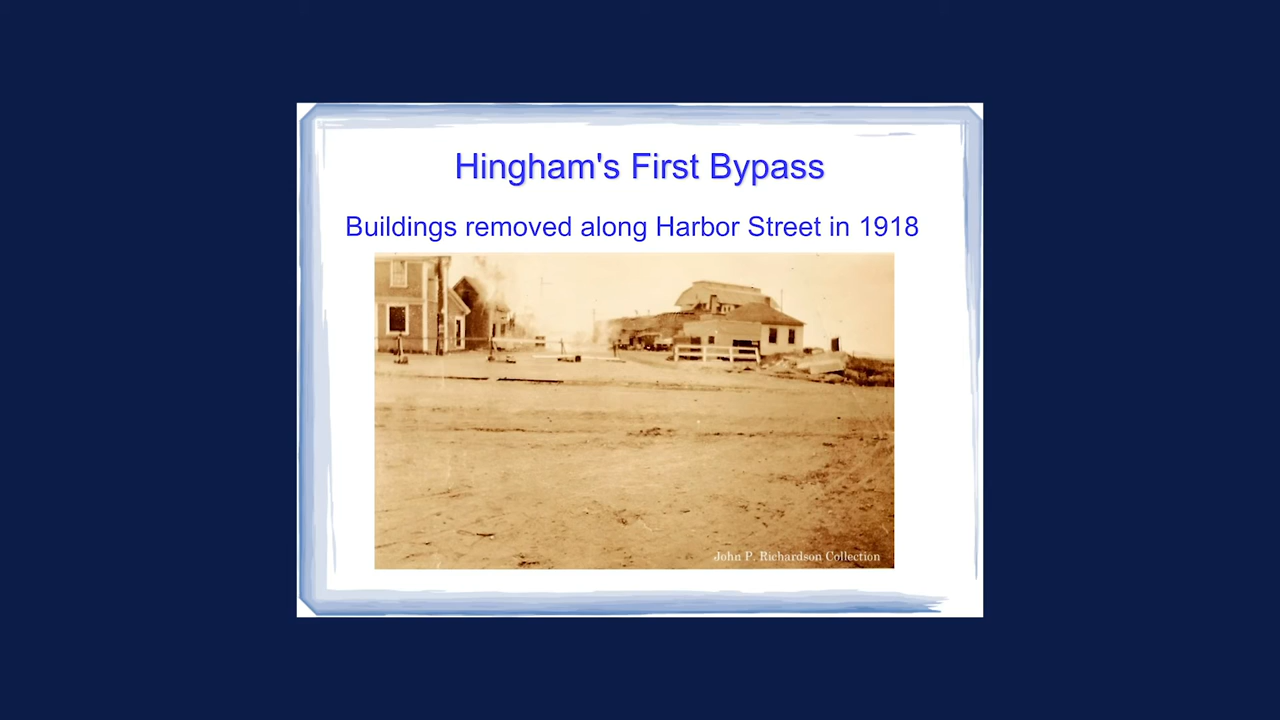 Hingham's First Bypass
Buildings removed along Harbor Street in 1918
John P. Richardson Collection